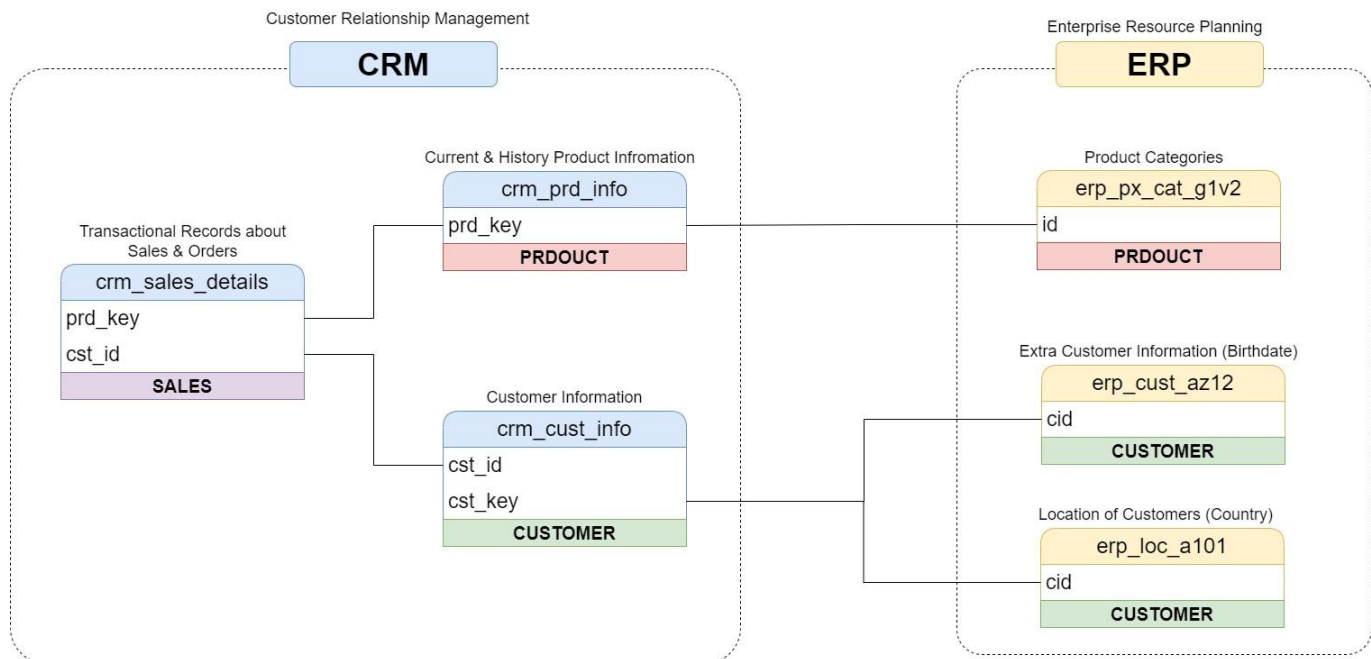 Customer Relationship Management
CRM
Enterprise Resource Planning
ERP
Current & History Product Infromation
crm_prd_info
prd_key
PRDOUCT
Product Categories
erp_px_cat_g1v2
id
PRDOUCT
Transactional Records about
Sales & Orders
crm_sales_details
prd_key
cst_id
SALES
Customer Information
crm_cust_info
cst_id
cst_key
CUSTOMER
Extra Customer Information (Birthdate)
erp_cust_az12
cid
CUSTOMER
Location of Customers (Country)
erp_loc_a101
cid
CUSTOMER